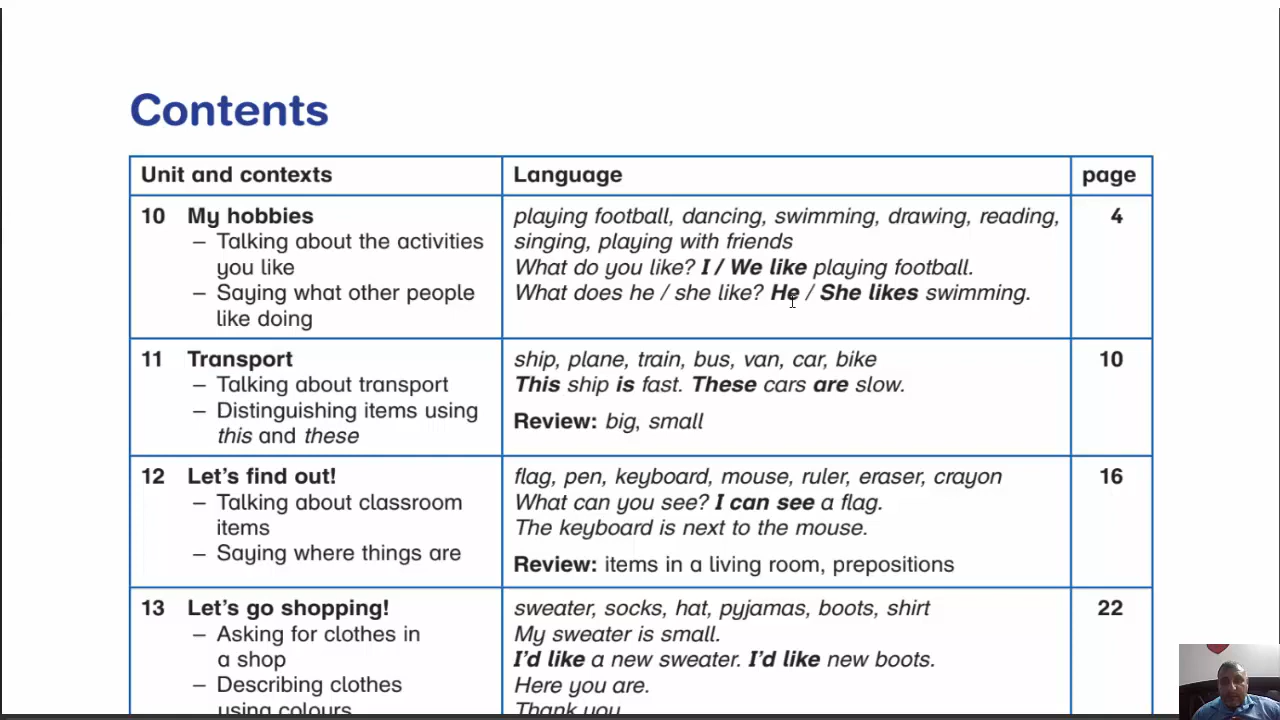 Contents
Unit and contexts
Language
page
10 My hobbies
– Talking about the activities
you like
– Saying what other people
like doing
playing football, dancing, swimming, drawing, reading,
singing, playing with friends
What do you like? I / We like playing football.
What does he / she like? He / She likes swimming.
4
11 Transport
– Talking about transport
– Distinguishing items using
this and these
ship, plane, train, bus, van, car, bike
This ship is fast. These cars are slow.
Review: big, small
10
12 Let's find out!
– Talking about classroom
items
– Saying where things are
flag, pen, keyboard, mouse, ruler, eraser, crayon
What can you see? I can see a flag.
The keyboard is next to the mouse.
Review: items in a living room, prepositions
16
13 Let's go shopping!
– Asking for clothes in
a shop
– Describing clothes
using colours
sweater, socks, hat, pyjamas, boots, shirt
My sweater is small.
I'd like a new sweater. I'd like new boots.
Here you are.
Thank you
22